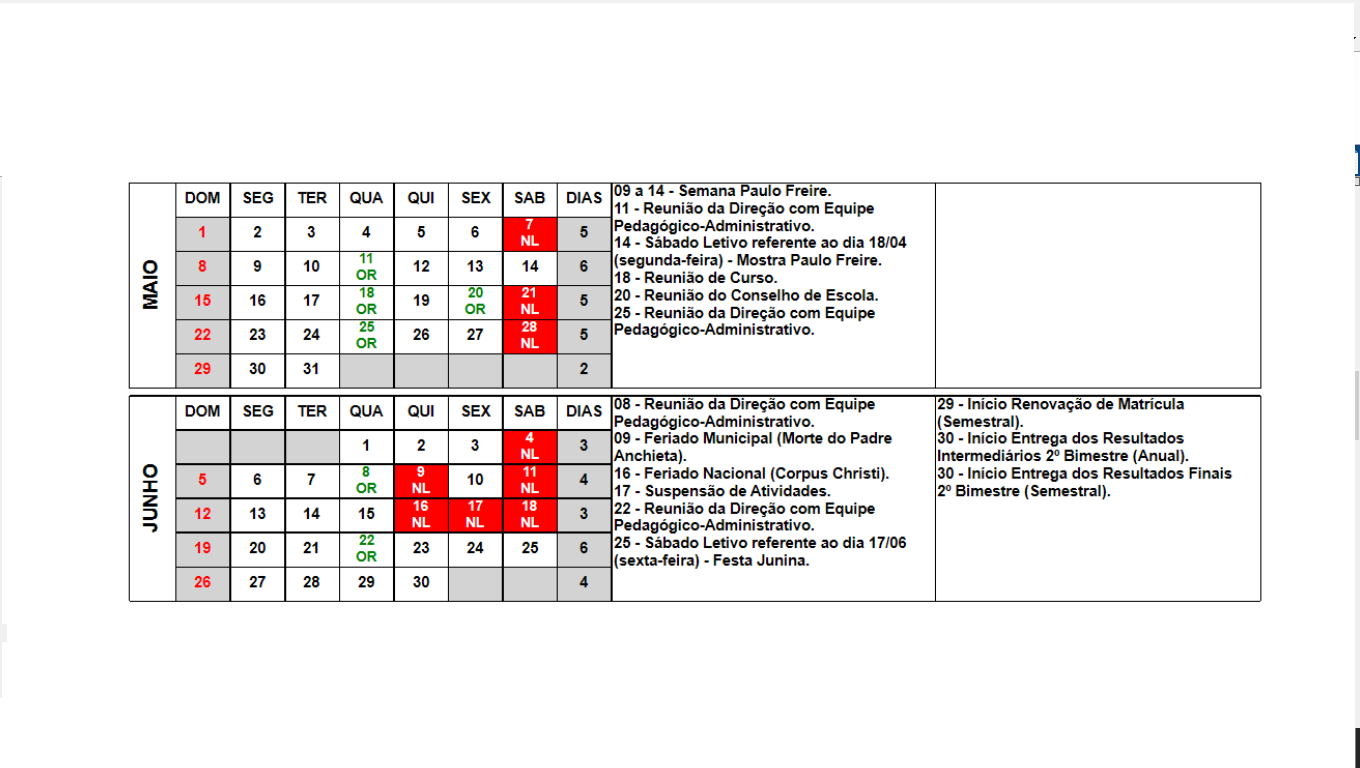 MAIO
DOM SEG TER QUA QUI SEX SAB DIAS
1 2 3 4 5 6 7 NL 5
8 9 10 11 OR 12 13 14 6
15 16 17 18 OR 19 20 OR 21 NL 5
22 23 24 25 OR 26 27 28 NL 5
29 30 31 2
09 a 14 - Semana Paulo Freire.
11 - Reunião da Direção com Equipe
Pedagógico-Administrativo.
14 - Sábado Letivo referente ao dia 18/04
(segunda-feira) - Mostra Paulo Freire.
18 - Reunião de Curso.
20 - Reunião do Conselho de Escola.
25 - Reunião da Direção com Equipe
Pedagógico-Administrativo.
JUNHO
DOM SEG TER QUA QUI SEX SAB DIAS
1 2 3 4 NL 3
5 6 7 8 OR 9 NL 10 11 NL 4
12 13 14 15 16 NL 17 NL 18 NL 3
19 20 21 22 OR 23 24 25 6
26 27 28 29 30 4
08 - Reunião da Direção com Equipe
Pedagógico-Administrativo.
09 - Feriado Municipal (Morte do Padre
Anchieta).
16 - Feriado Nacional (Corpus Christi).
17 - Suspensão de Atividades.
22 - Reunião da Direção com Equipe
Pedagógico-Administrativo.
25 - Sábado Letivo referente ao dia 17/06
(sexta-feira) - Festa Junina.
29 - Início Renovação de Matrícula
(Semestral).
30 - Início Entrega dos Resultados
Intermediários 2º Bimestre (Anual).
30 - Início Entrega dos Resultados Finais
2º Bimestre (Semestral).